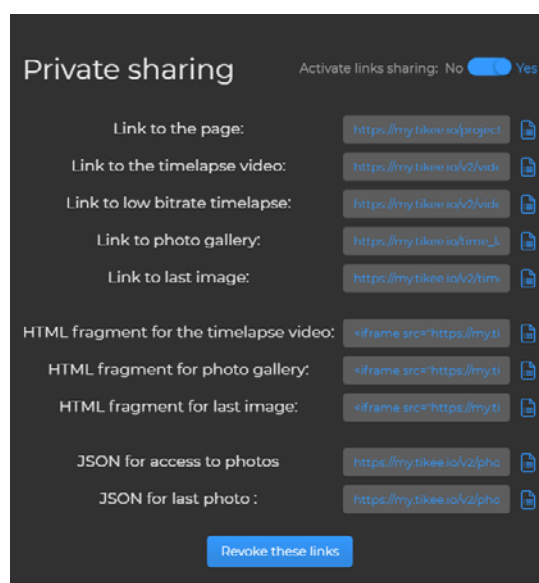 Private sharing
Activate links sharing: No Yes
Link to the page: https://my.tikee.io/project
Link to the timelapse video: https://my.tikee.io/v2/vide
Link to low bitrate timelapse: https://my.tikee.io/v2/vide
Link to photo gallery: https://my.tikee.io/time_la
Link to last image: https://my.tikee.io/v2/time
HTML fragment for the timelapse video: <iframe src="https://my.ti
HTML fragment for photo gallery: <iframe src="https://my.ti
HTML fragment for last image: <iframe src="https://my.ti
JSON for access to photos https://my.tikee.io/v2/pho
JSON for last photo : https://my.tikee.io/v2/pho
Revoke these links